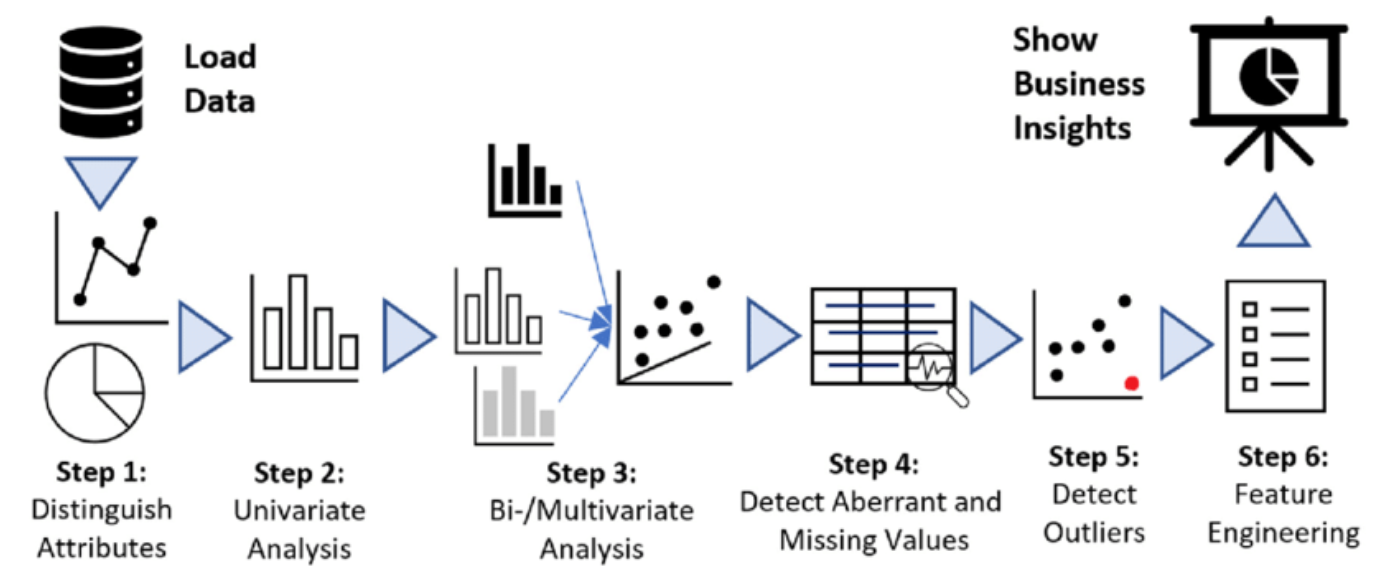 Load
Data
Show
Business
Insights
Step 1:
Distinguish
Attributes
Step 2:
Univariate
Analysis
Step 3:
Bi-/Multivariate
Analysis
Step 4:
Detect Aberrant and
Missing Values
Step 5:
Detect
Outliers
Step 6:
Feature
Engineering